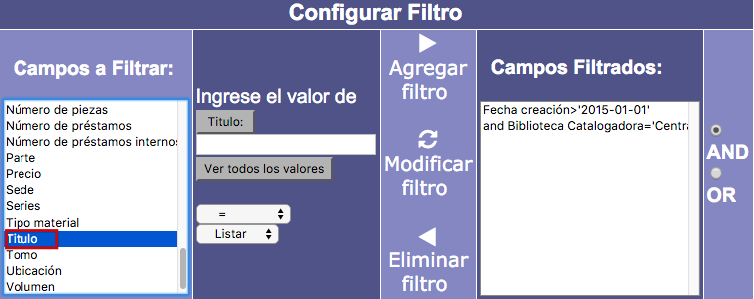 Configurar Filtro
Campos a Filtrar:
Número de piezas
Número de préstamos
Número de préstamos internos
Parte
Precio
Sede
Series
Tipo material
Titulo
Tomo
Ubicación
Volumen
Ingrese el valor de
Titulo:
Ver todos los valores
=
Listar
Agregar
filtro
Modificar
filtro
Eliminar
filtro
Campos Filtrados:
Fecha creación>'2015-01-01'
and Biblioteca Catalogadora='Centra
AND
OR